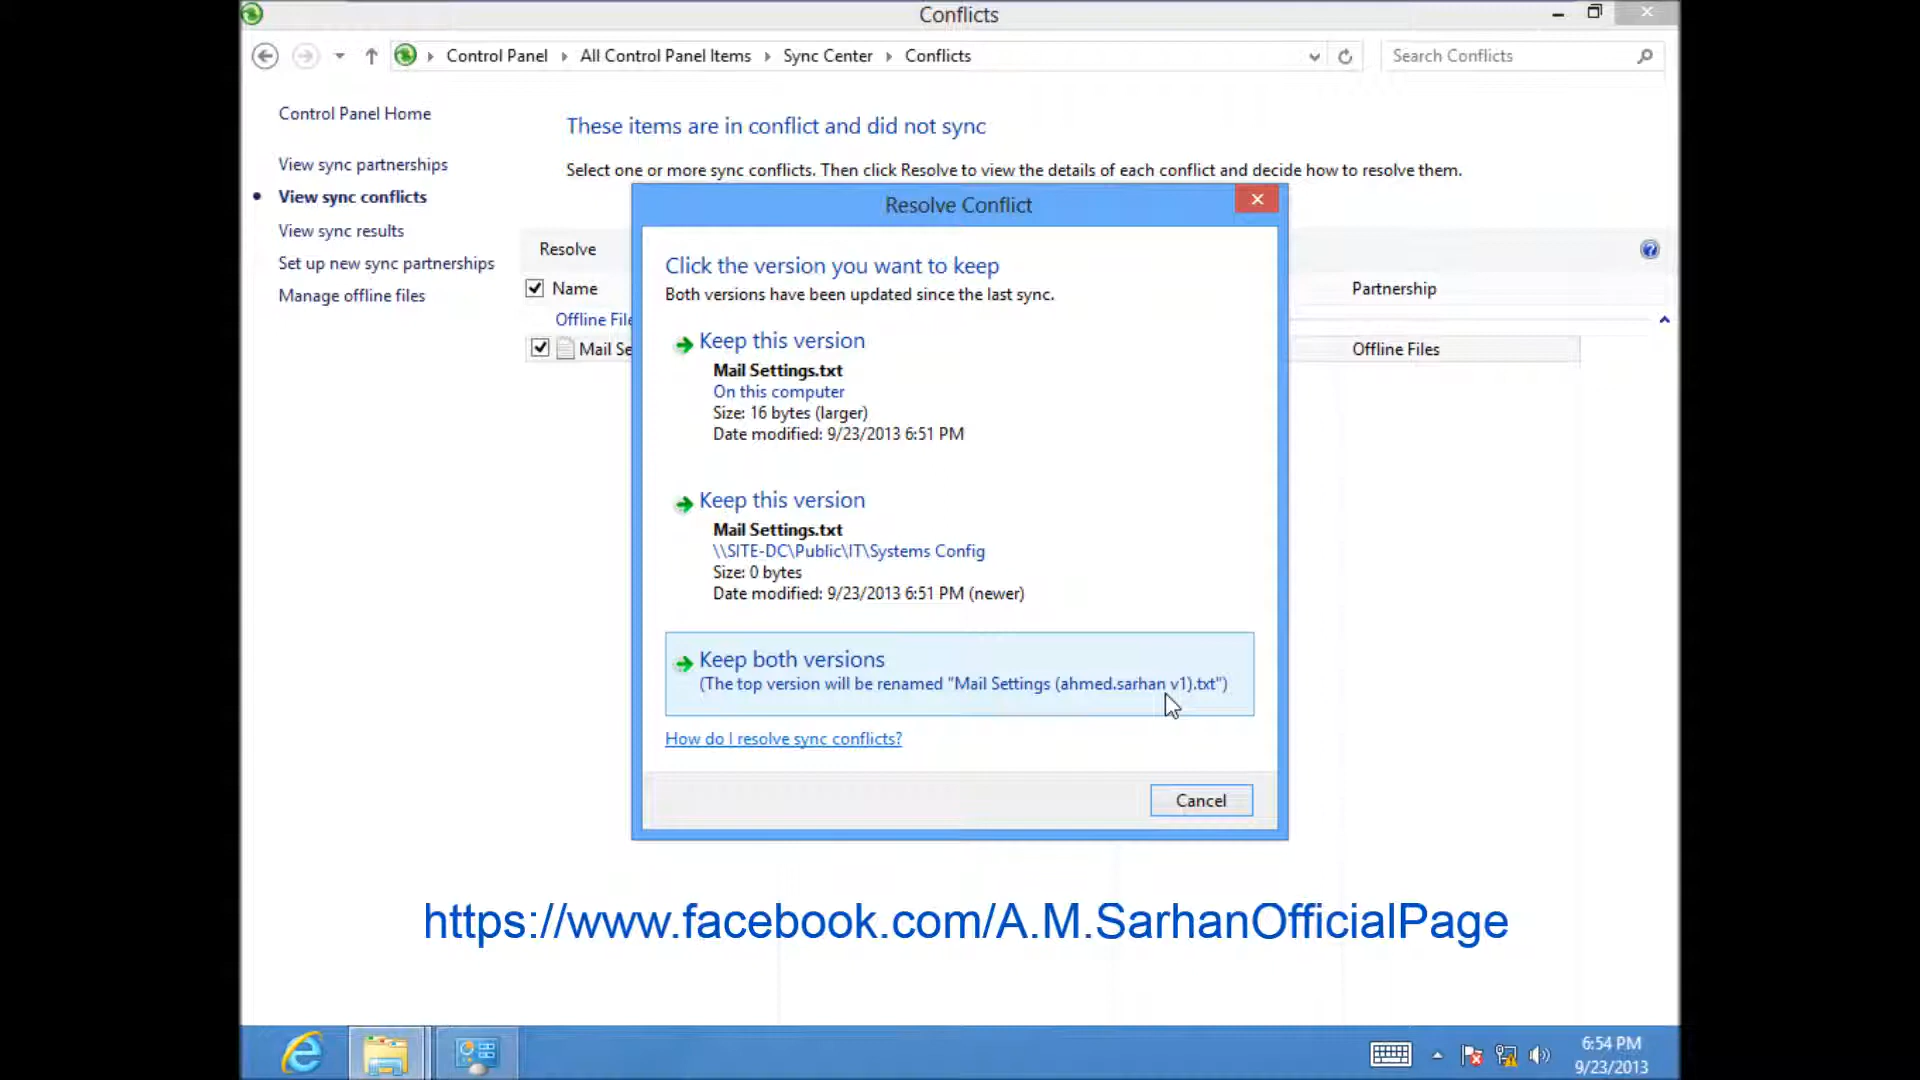 Conflicts
Control Panel All Control Panel Items Sync Center Conflicts
Search Conflicts
Control Panel Home
View sync partnerships
View sync conflicts
View sync results
Set up new sync partnerships
Manage offline files
These items are in conflict and did not sync
Select one or more sync conflicts. Then click Resolve to view the details of each conflict and decide how to resolve them.
Resolve
Name
Partnership
Offline File
Mail Se
Offline Files
Resolve Conflict
Click the version you want to keep
Both versions have been updated since the last sync.
Keep this version
Mail Settings.txt
On this computer
Size: 16 bytes (larger)
Date modified: 9/23/2013 6:51 PM
Keep this version
Mail Settings.txt
\\SITE-DC\Public\IT\Systems Config
Size: 0 bytes
Date modified: 9/23/2013 6:51 PM (newer)
Keep both versions
(The top version will be renamed "Mail Settings (ahmed.sarhan v1).txt")
How do I resolve sync conflicts?
Cancel
https://www.facebook.com/A.M.SarhanOfficialPage
6:54 PM
9/23/2013